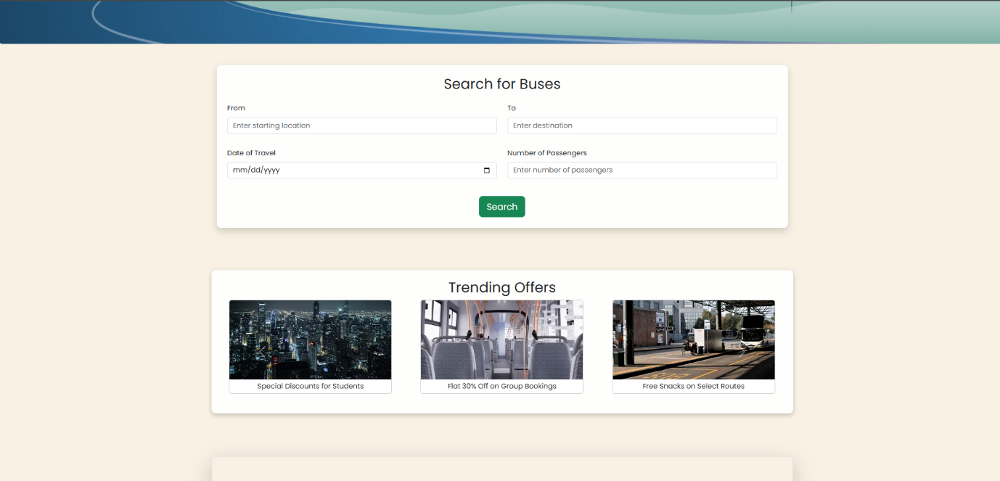 Search for Buses
From
To
Enter starting location
Enter destination
Date of Travel
Number of Passengers
mm/dd/yyyy
Enter number of passengers
Search
Trending Offers
Special Discounts for Students
Flat 30% Off on Group Bookings
Free Snacks on Select Routes